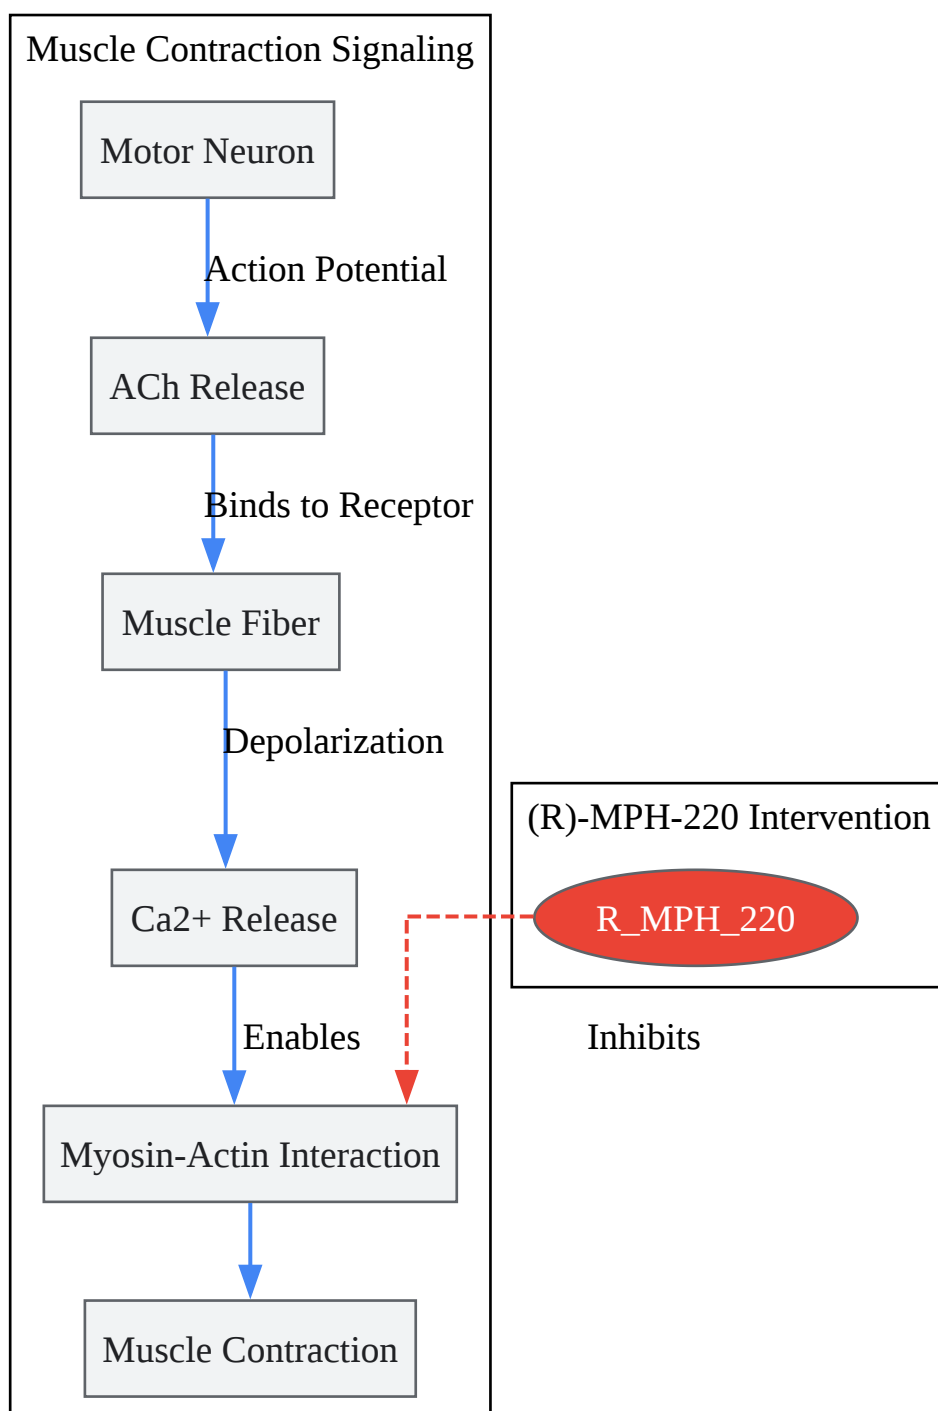 Muscle Contraction Signaling
Motor Neuron
Action Potential
ACh Release
Binds to Receptor
Muscle Fiber
Depolarization
(R)-MPH-220 Intervention
Ca2+ Release
R_MPH_220
Enables
Inhibits
Myosin-Actin Interaction
Muscle Contraction